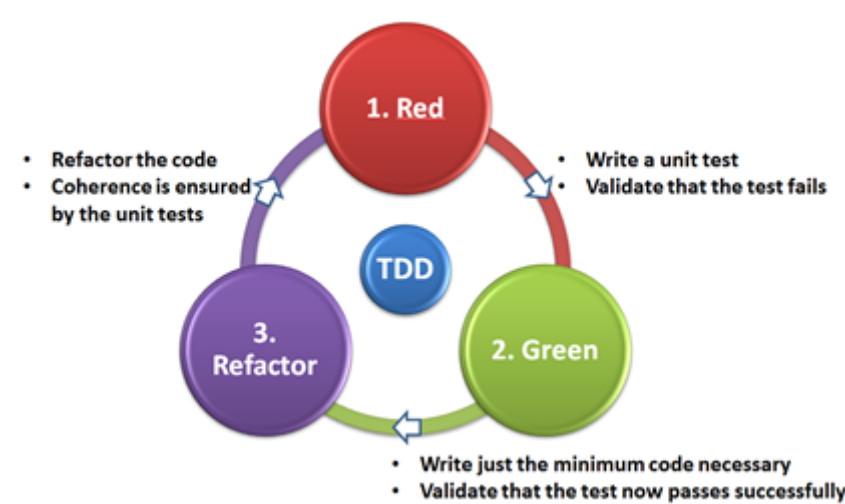 1. Red
• Refactor the code
• Coherence is ensured
by the unit tests
• Write a unit test
• Validate that the test fails
TDD
3.
Refactor
2. Green
• Write just the minimum code necessary
• Validate that the test now passes successfully